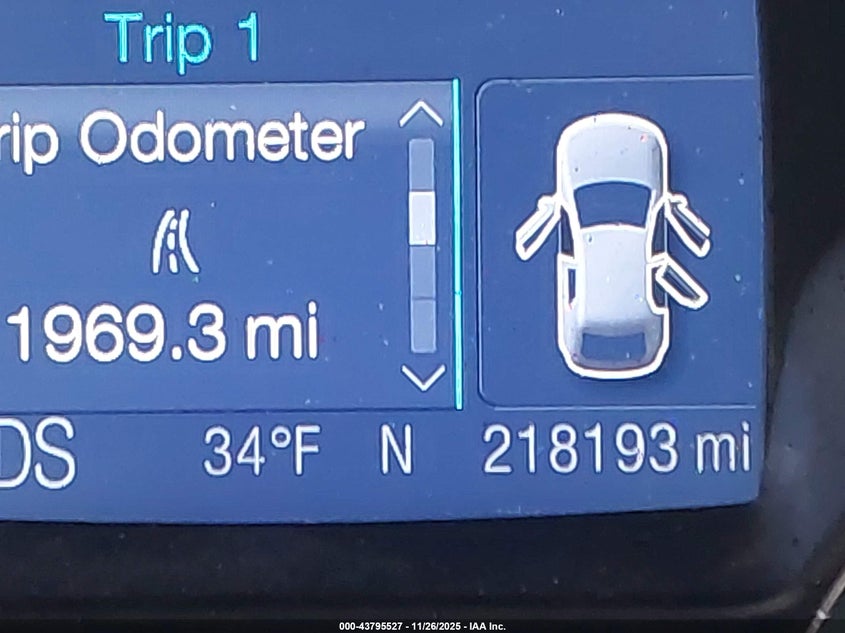 Trip 1
rip Odometer
1969.3 mi
DS 34°F N 218193 mi
000-43795527 - 11/26/2025 - IAA Inc.